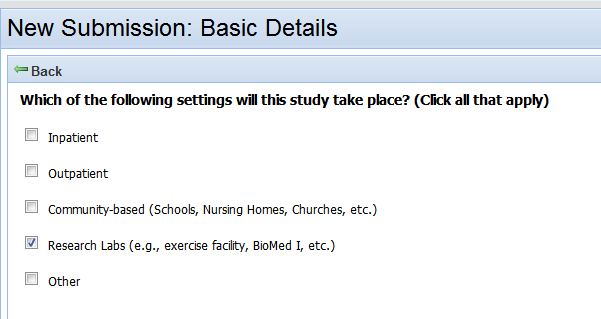 New Submission: Basic Details
Back
Which of the following settings will this study take place? (Click all that apply)
Inpatient
Outpatient
Community-based (Schools, Nursing Homes, Churches, etc.)
Research Labs (e.g., exercise facility, BioMed I, etc.)
Other